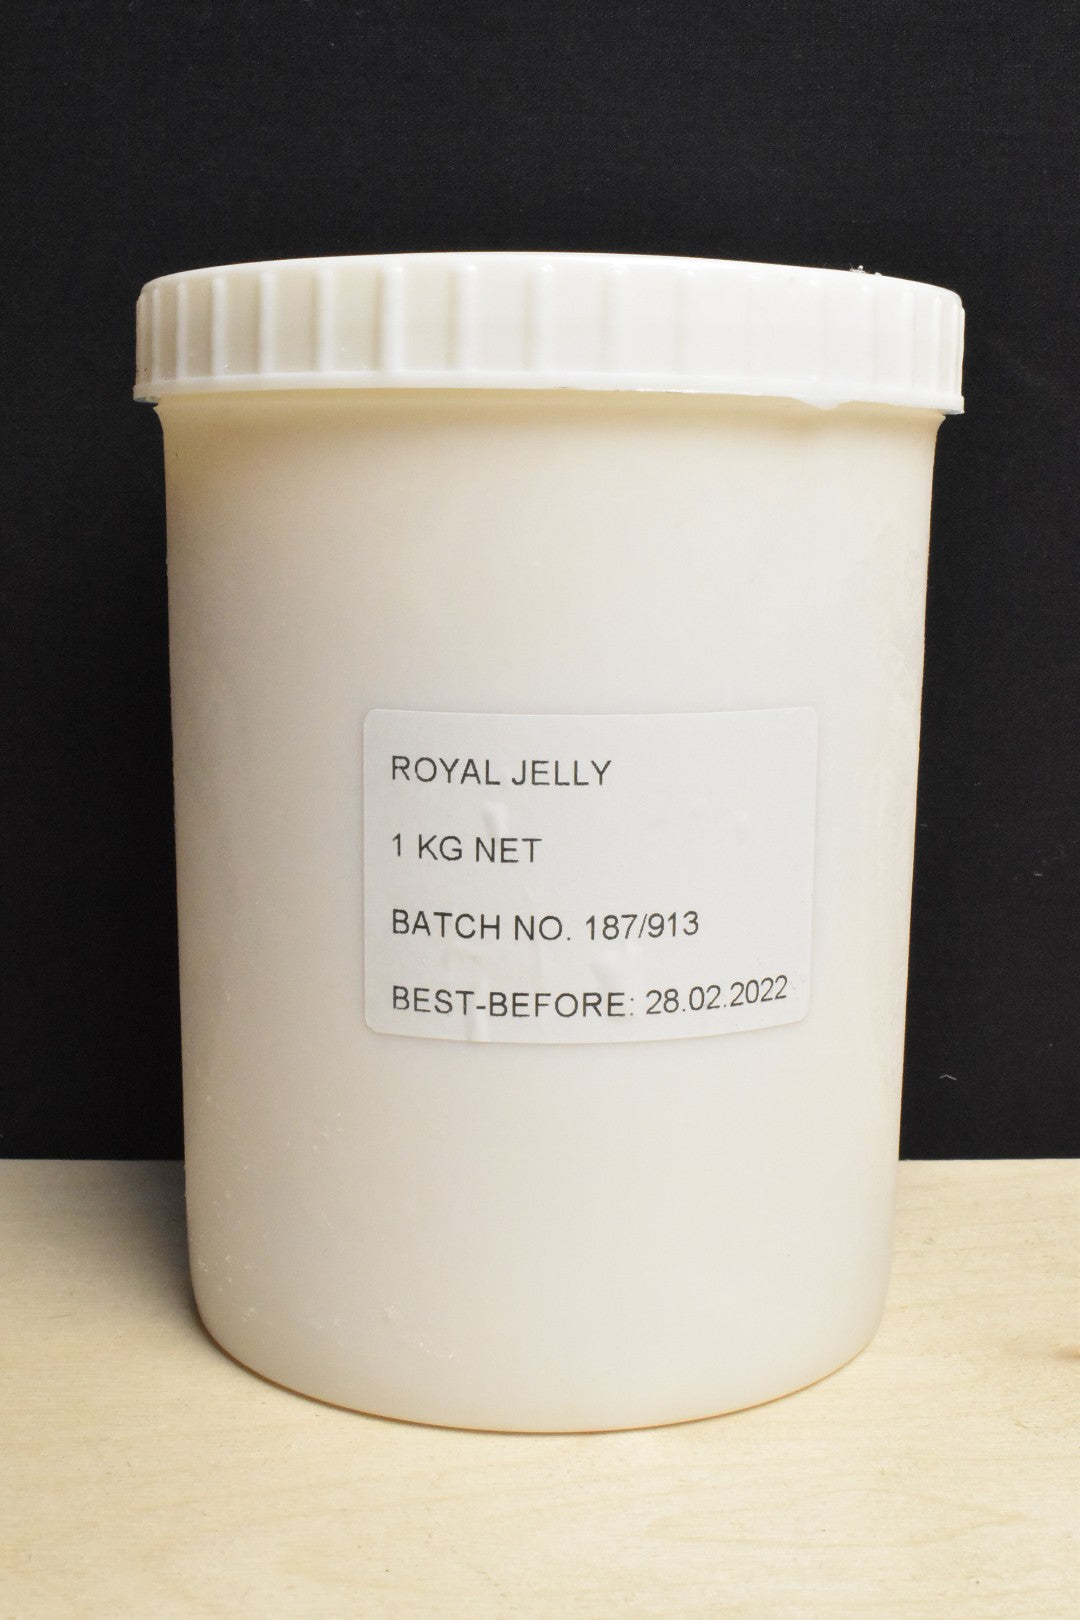 ROYAL JELLY
1 KG NET
BATCH NO. 187/913
BEST-BEFORE: 28.02.2022